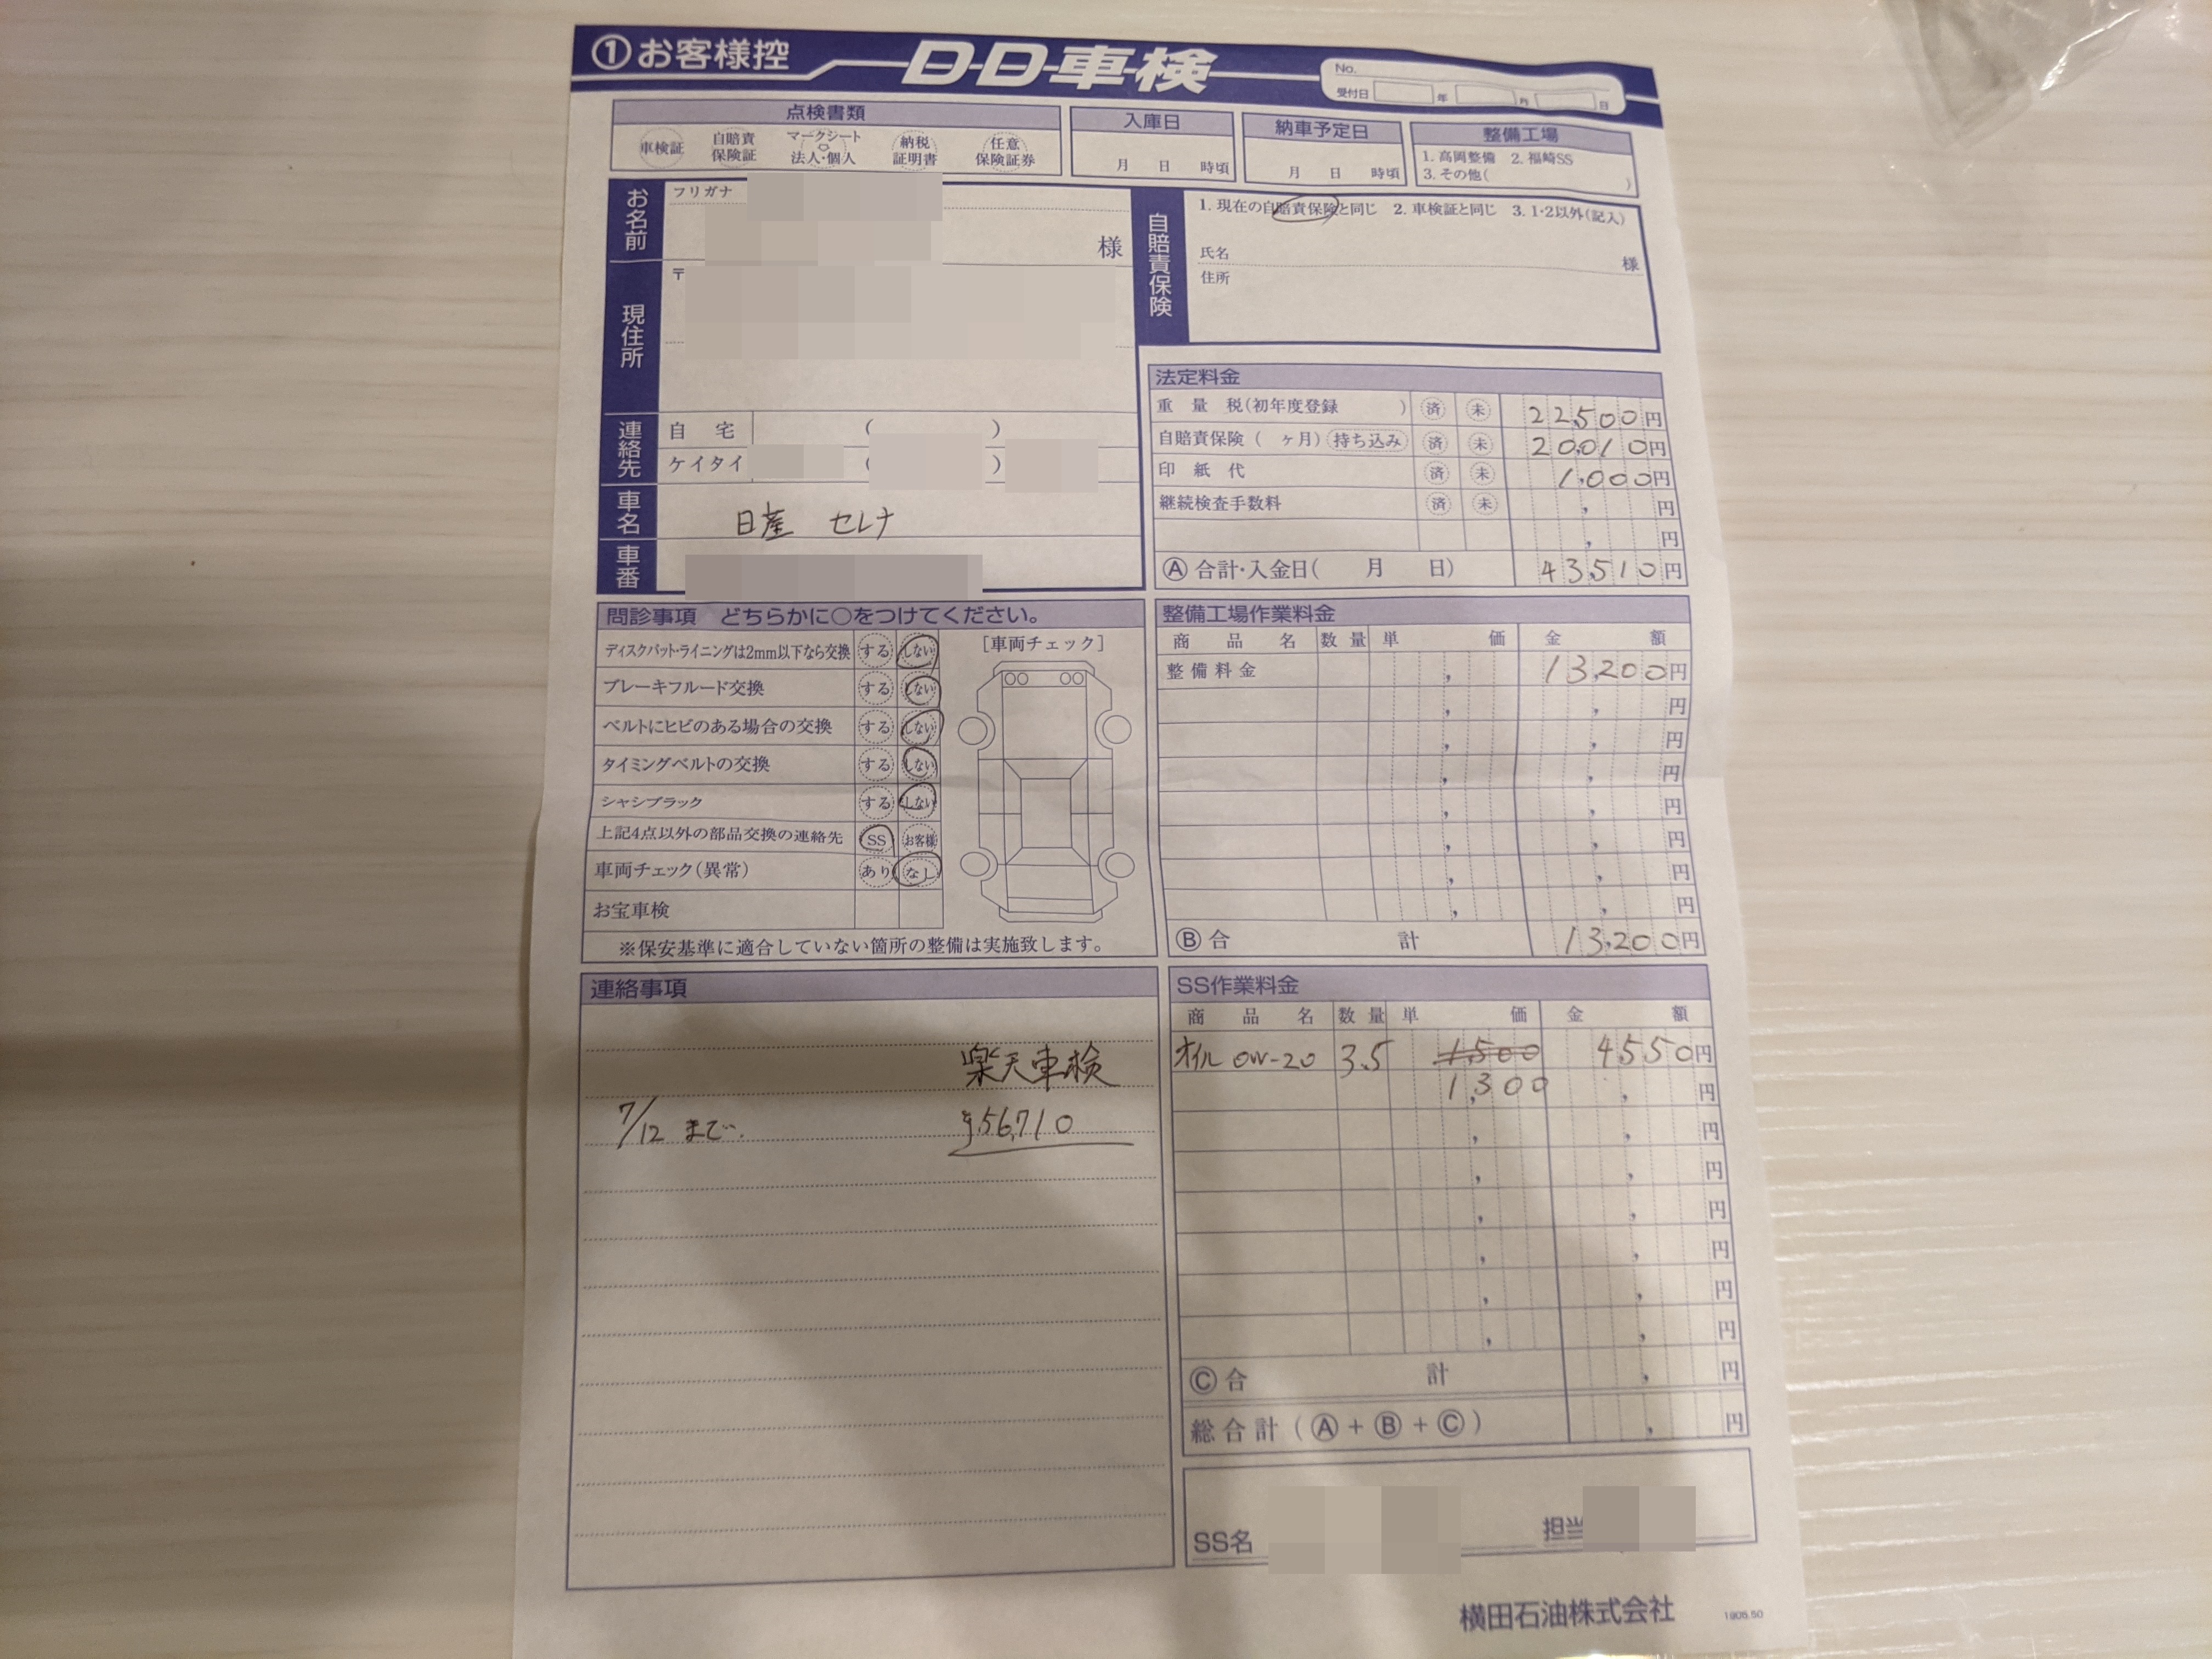 ①お客様控
DD車検
No.
受付日 年 月 日
点検書類
車検証
自賠責
保険証
マークシート
法人・個人
納税
証明書
任意
保険証券
入庫日
月 日 時頃
納車予定日
月 日 時頃
整備工場
1. 高岡整備 2. 福崎SS
3. その他( )
お名前
フリガナ
様
現住所
〒
連絡先
自宅 ( )
ケイタイ ( )
車名
日産 セレナ
車番
自賠責保険
1. 現在の自賠責保険と同じ 2. 車検証と同じ 3. 1・2以外(記入)
氏名 様
住所
法定料金
重量税(初年度登録 ) 済 未 22,500円
自賠責保険( ヶ月) 持ち込み 済 未 20,010円
印紙代 済 未 1,000円
継続検査手数料 済 未 , 円
, 円
Ⓐ合計・入金日( 月 日) 43,510円
問診事項 どちらかに○をつけてください。
ディスクパット・ライニングは2mm以下なら交換 する しない
ブレーキフルード交換 する しない
ベルトにヒビのある場合の交換 する しない
タイミングベルトの交換 する しない
シャシブラック する しない
上記4点以外の部品交換の連絡先 SS お客様
車両チェック(異常) あり なし
お宝車検
[車両チェック]
※保安基準に適合していない箇所の整備は実施致します。
整備工場作業料金
商品名 数量 単価 金額
整備料金 , 13,200円
, , 円
, , 円
, , 円
, , 円
, , 円
, , 円
, , 円
Ⓑ合計 13,200円
連絡事項
楽天車検
7/12 まで. ¥56,710
SS作業料金
商品名 数量 単価 金額
オイル 0W-20 3.5 1,500 4,550円
1,300 , 円
, , 円
, , 円
, , 円
, , 円
, , 円
, , 円
Ⓒ合計 , 円
総合計(Ⓐ+Ⓑ+Ⓒ) , 円
SS名
担当
横田石油株式会社
1906.50